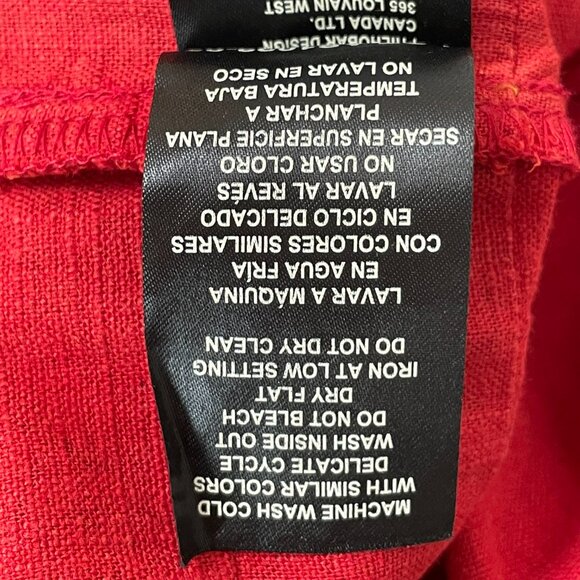 MACHINE WASH COLD
WITH SIMILAR COLORS
DELICATE CYCLE
WASH INSIDE OUT
DO NOT BLEACH
DRY FLAT
IRON AT LOW SETTING
DO NOT DRY CLEAN
LAVAR A MÁQUINA
EN AGUA FRÍA
CON COLORES SIMILARES
EN CICLO DELICADO
LAVAR AL REVÉS
NO USAR CLORO
SECAR EN SUPERFICIE PLANA
PLANCHAR A
TEMPERATURA BAJA
NO LAVAR EN SECO
HILHOBAR DESIGN
CANADA LTD.
365 LOUVAIN WEST